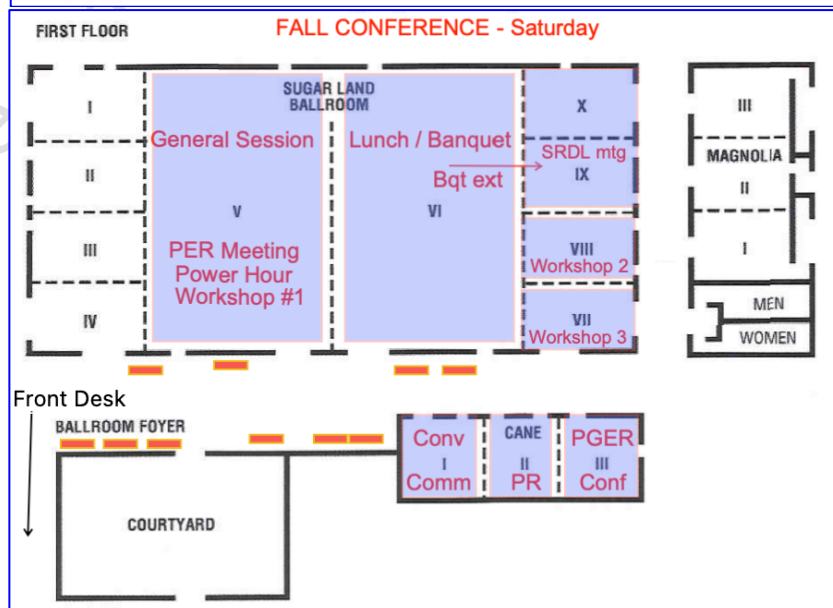 FIRST FLOOR
FALL CONFERENCE - Saturday
SUGAR LAND
BALLROOM
I
II
III
IV
General Session
V
PER Meeting
Power Hour
Workshop #1
Lunch / Banquet
Bqt ext
VI
X
SRDL mtg
IX
VIII
Workshop 2
VII
Workshop 3
III
MAGNOLIA
II
I
MEN
WOMEN
Front Desk
BALLROOM FOYER
COURTYARD
Conv
I
Comm
CANE
II
PR
PGER
III
Conf